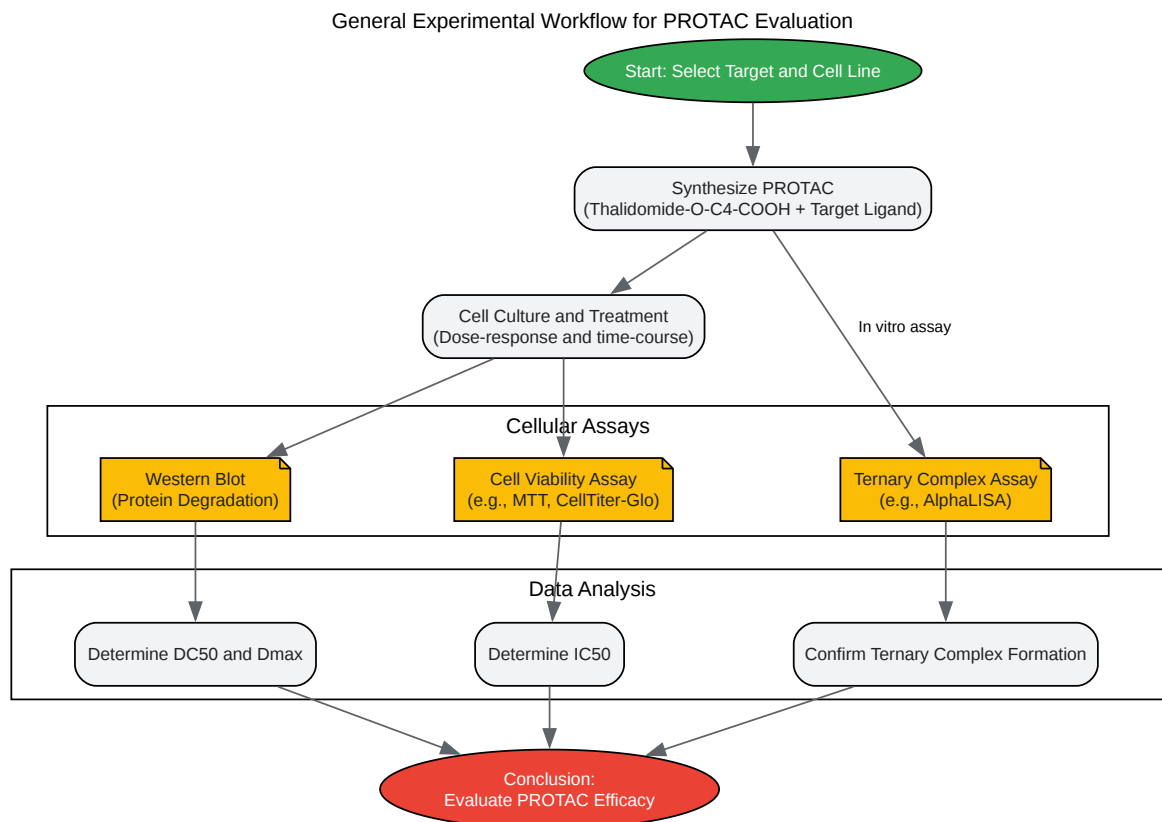 General Experimental Workflow for PROTAC Evaluation
Start: Select Target and Cell Line
Synthesize PROTAC
(Thalidomide-O-C4-COOH + Target Ligand)
Cell Culture and Treatment
(Dose-response and time-course)
In vitro assay
Cellular Assays
Western Blot
(Protein Degradation)
Cell Viability Assay
(e.g., MTT, CellTiter-Glo)
Ternary Complex Assay
(e.g., AlphaLISA)
Data Analysis
Determine DC50 and Dmax
Determine IC50
Confirm Ternary Complex Formation
Conclusion:
Evaluate PROTAC Efficacy